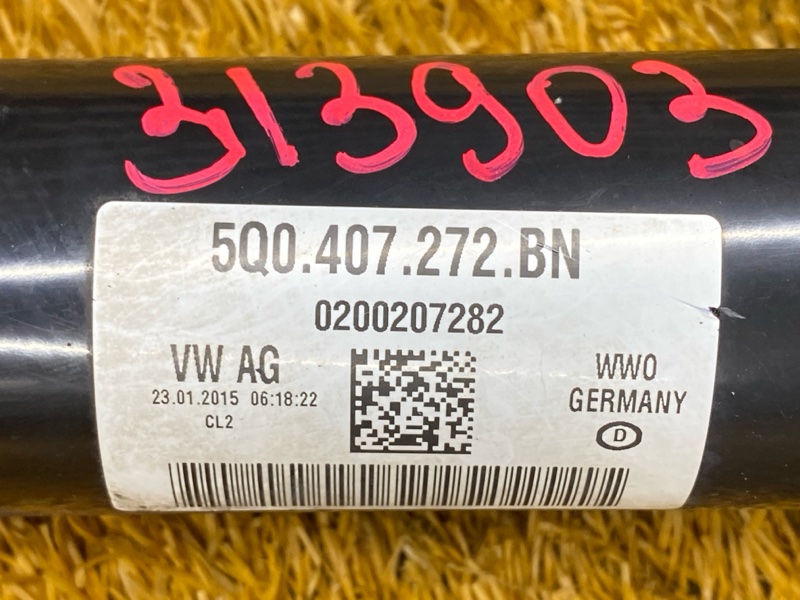 313903
5Q0.407.272.BN
0200207282
VW AG
23.01.2015 06:18:22
CL2
WWO
GERMANY
D